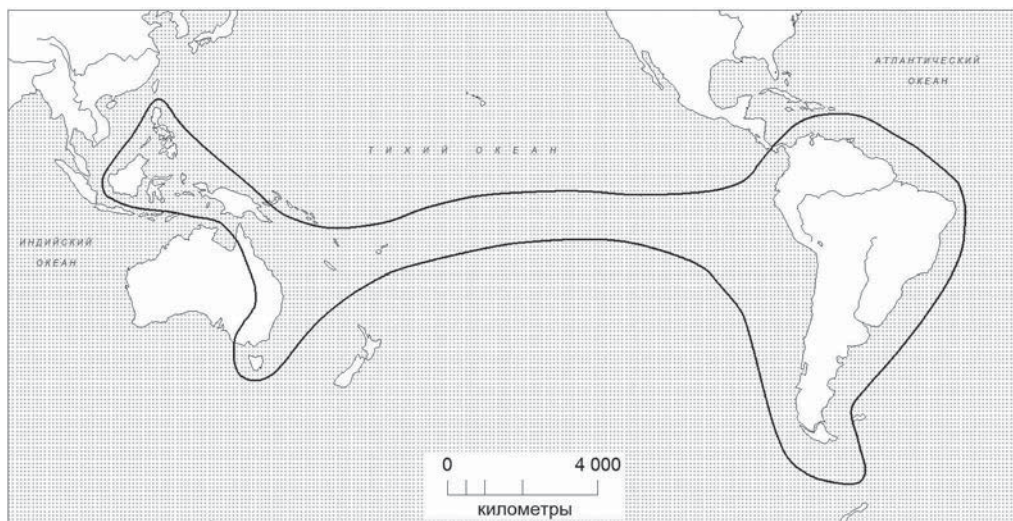 АТЛАНТИЧЕСКИЙ
ОКЕАН
ТИХИЙ ОКЕАН
ИНДИЙСКИЙ
ОКЕАН
0 4 000
километры